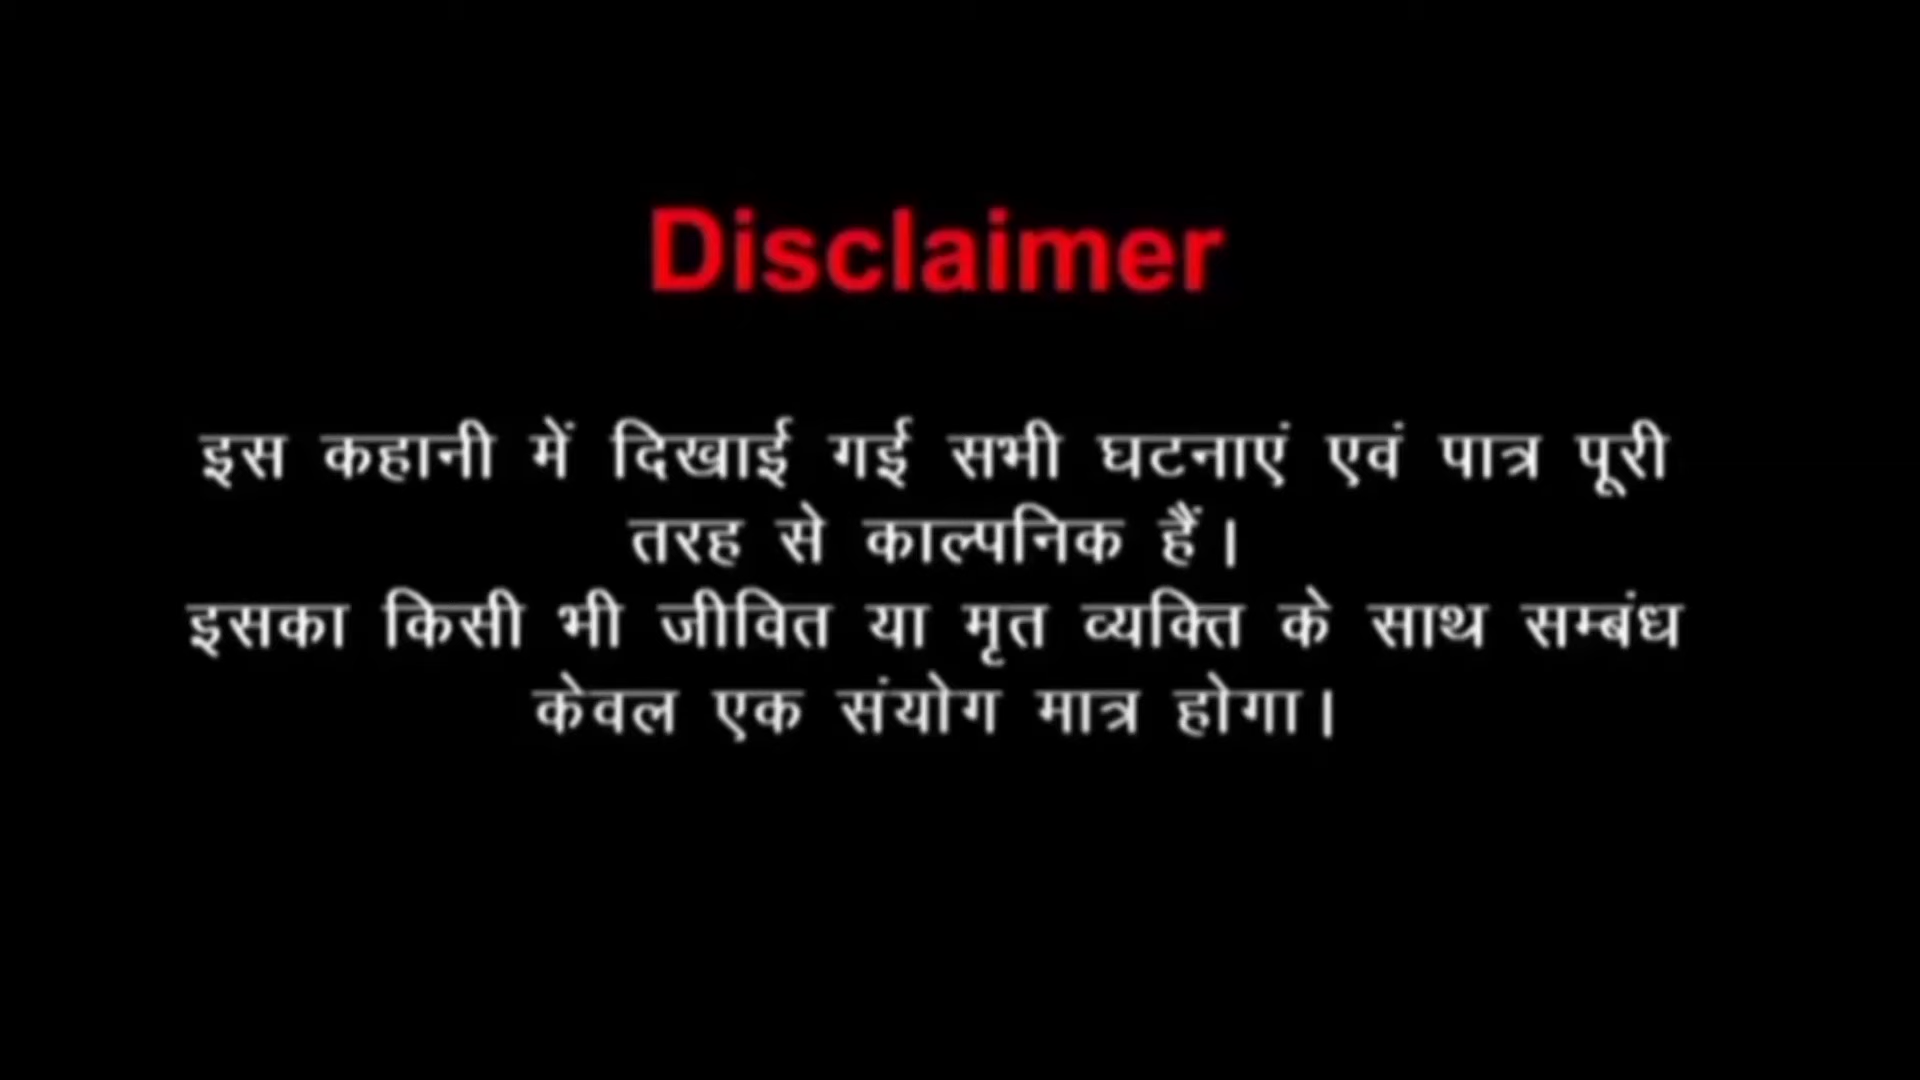 Disclaimer
इस कहानी में दिखाई गई सभी घटनाएं एवं पात्र पूरी
तरह से काल्पनिक हैं।
इसका किसी भी जीवित या मृत व्यक्ति के साथ सम्बंध
केवल एक संयोग मात्र होगा।